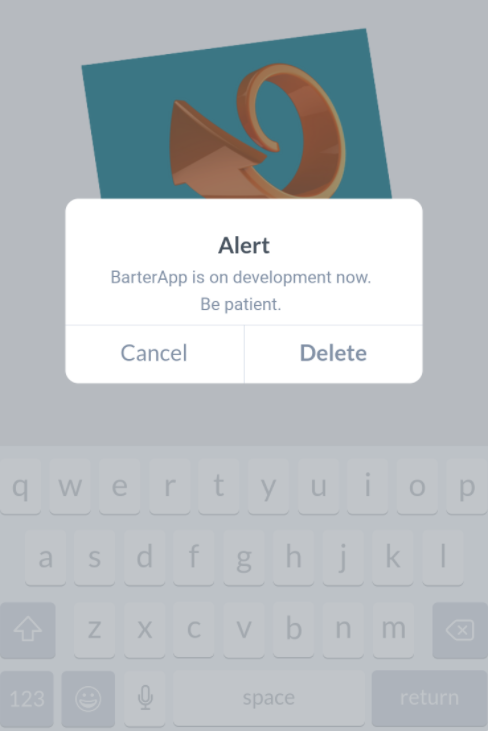 Alert
BarterApp is on development now.
Be patient.
Cancel Delete
q w e r t y u i o p
a s d f g h j k l
z x c v b n m
123 space return